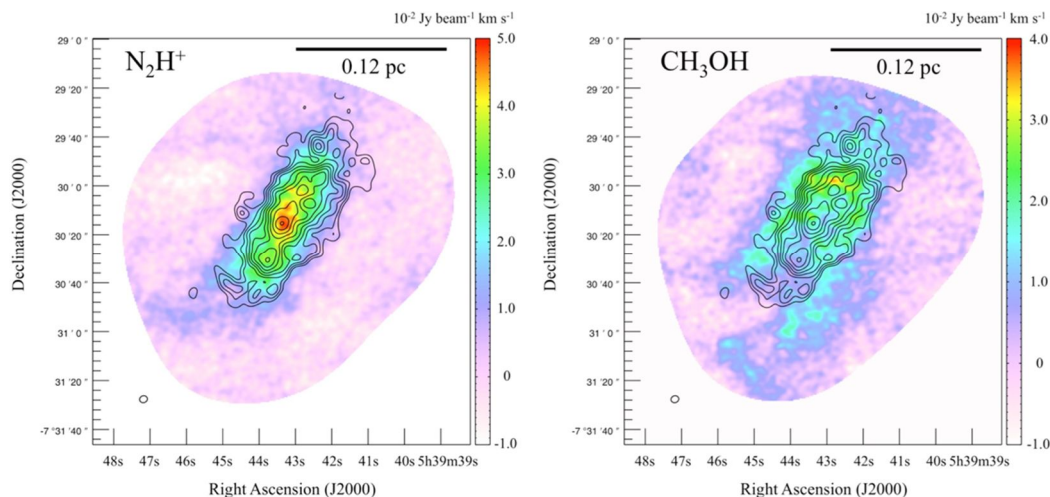 10⁻² Jy beam⁻¹ km s⁻¹
N₂H⁺
0.12 pc
29 ′ 0 ″
29 ′ 20 ″
29 ′ 40 ″
30 ′ 0 ″
30 ′ 20 ″
30 ′ 40 ″
31 ′ 0 ″
31 ′ 20 ″
-7 °31 ′ 40 ″
Declination (J2000)
48s 47s 46s 45s 44s 43s 42s 41s 40s 5h39m39s
Right Ascension (J2000)
5.0
4.0
3.0
2.0
1.0
0
-1.0
10⁻² Jy beam⁻¹ km s⁻¹
CH₃OH
0.12 pc
29 ′ 0 ″
29 ′ 20 ″
29 ′ 40 ″
30 ′ 0 ″
30 ′ 20 ″
30 ′ 40 ″
31 ′ 0 ″
31 ′ 20 ″
-7 °31 ′ 40 ″
Declination (J2000)
48s 47s 46s 45s 44s 43s 42s 41s 40s 5h39m39s
Right Ascension (J2000)
4.0
3.0
2.0
1.0
0
-1.0